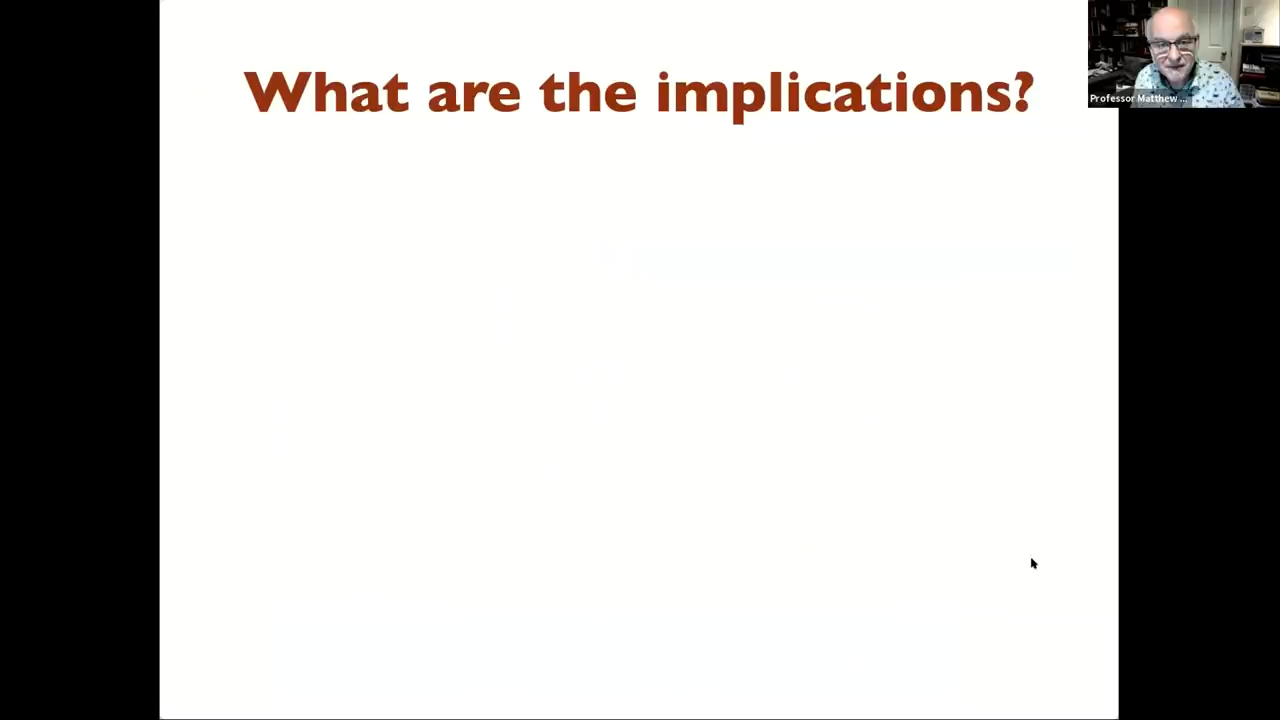 What are the implications?
Professor Matthew ...